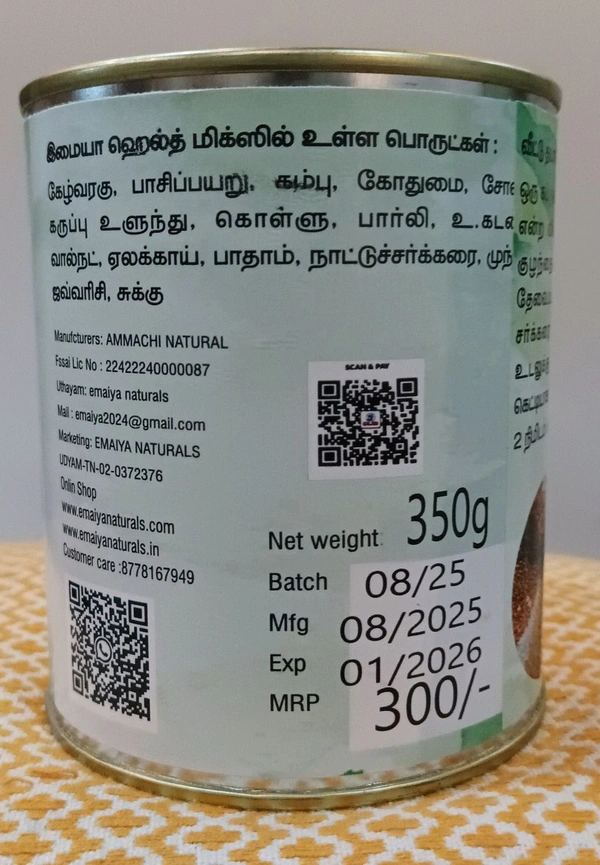 இமையா ஹெல்த் மிக்ஸில் உள்ள பொருட்கள் :
கேழ்வரகு, பாசிப்பயறு, கம்பு, கோதுமை,
கருப்பு உளுந்து, கொள்ளு, பார்லி,
வால்நட், ஏலக்காய், பாதாம், நாட்டுச்சர்க்கரை,
ஜவ்வரிசி, சுக்கு
Manufcturers: AMMACHI NATURAL
Fssai Lic No : 22422240000087
Uthayam: emaiya naturals
Mail : emaiya2024@gmail.com
Marketing: EMAIYA NATURALS
UDYAM-TN-02-0372376
Onlin Shop
www.emaiyanaturals.com
www.emaiyanaturals.in
Customer care :8778167949
SCAN & PAY
Net weight 350g
Batch 08/25
Mfg 08/2025
Exp 01/2026
MRP 300/-
ஒரு
என்ற
2